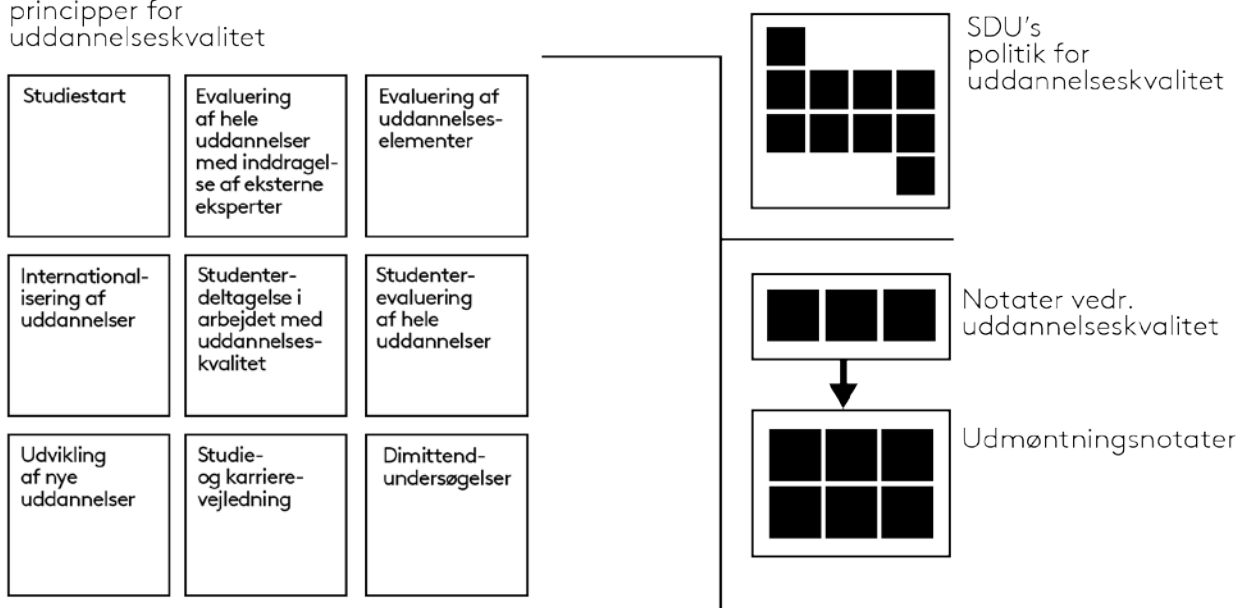 principper for
uddannelseskvalitet
Studiestart
Evaluering
af hele
uddannelser
med inddragel-
se af eksterne
eksperter
Evaluering af
uddannelses-
elementer
International-
isering af
uddannelser
Studenter-
deltagelse i
arbejdet med
uddannelses-
kvalitet
Studenter-
evaluering
af hele
uddannelser
Udvikling
af nye
uddannelser
Studie-
og karriere-
vejledning
Dimittend-
undersøgelser
SDU's
politik for
uddannelseskvalitet
Notater vedr.
uddannelseskvalitet
Udmøntningsnotater